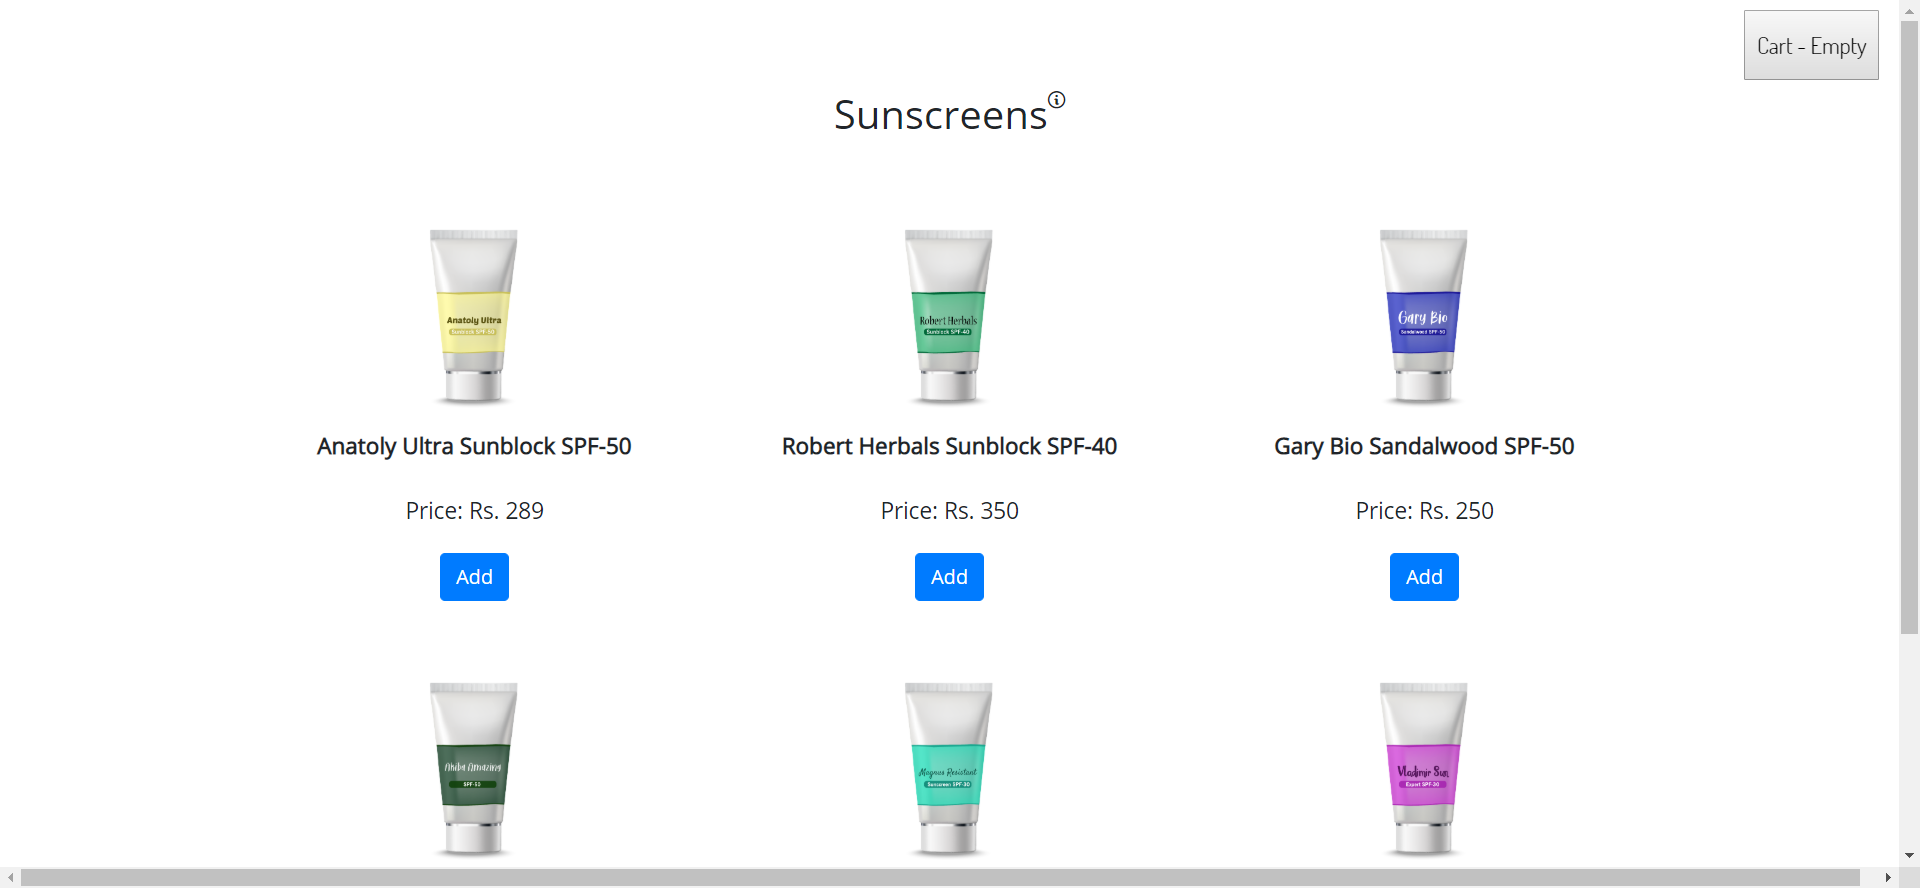 Cart - Empty
Sunscreens
Anatoly Ultra
Sunblock SPF-50
Robert Herbals
Sunblock SPF-40
Gary Bio
Sandalwood SPF-50
Anatoly Ultra Sunblock SPF-50
Robert Herbals Sunblock SPF-40
Gary Bio Sandalwood SPF-50
Price: Rs. 289
Price: Rs. 350
Price: Rs. 250
Add
Add
Add
Amazing
SPF-50
Magnus Resistant
Sunscreen SPF-30
Vladimir Sun
Expert SPF-30